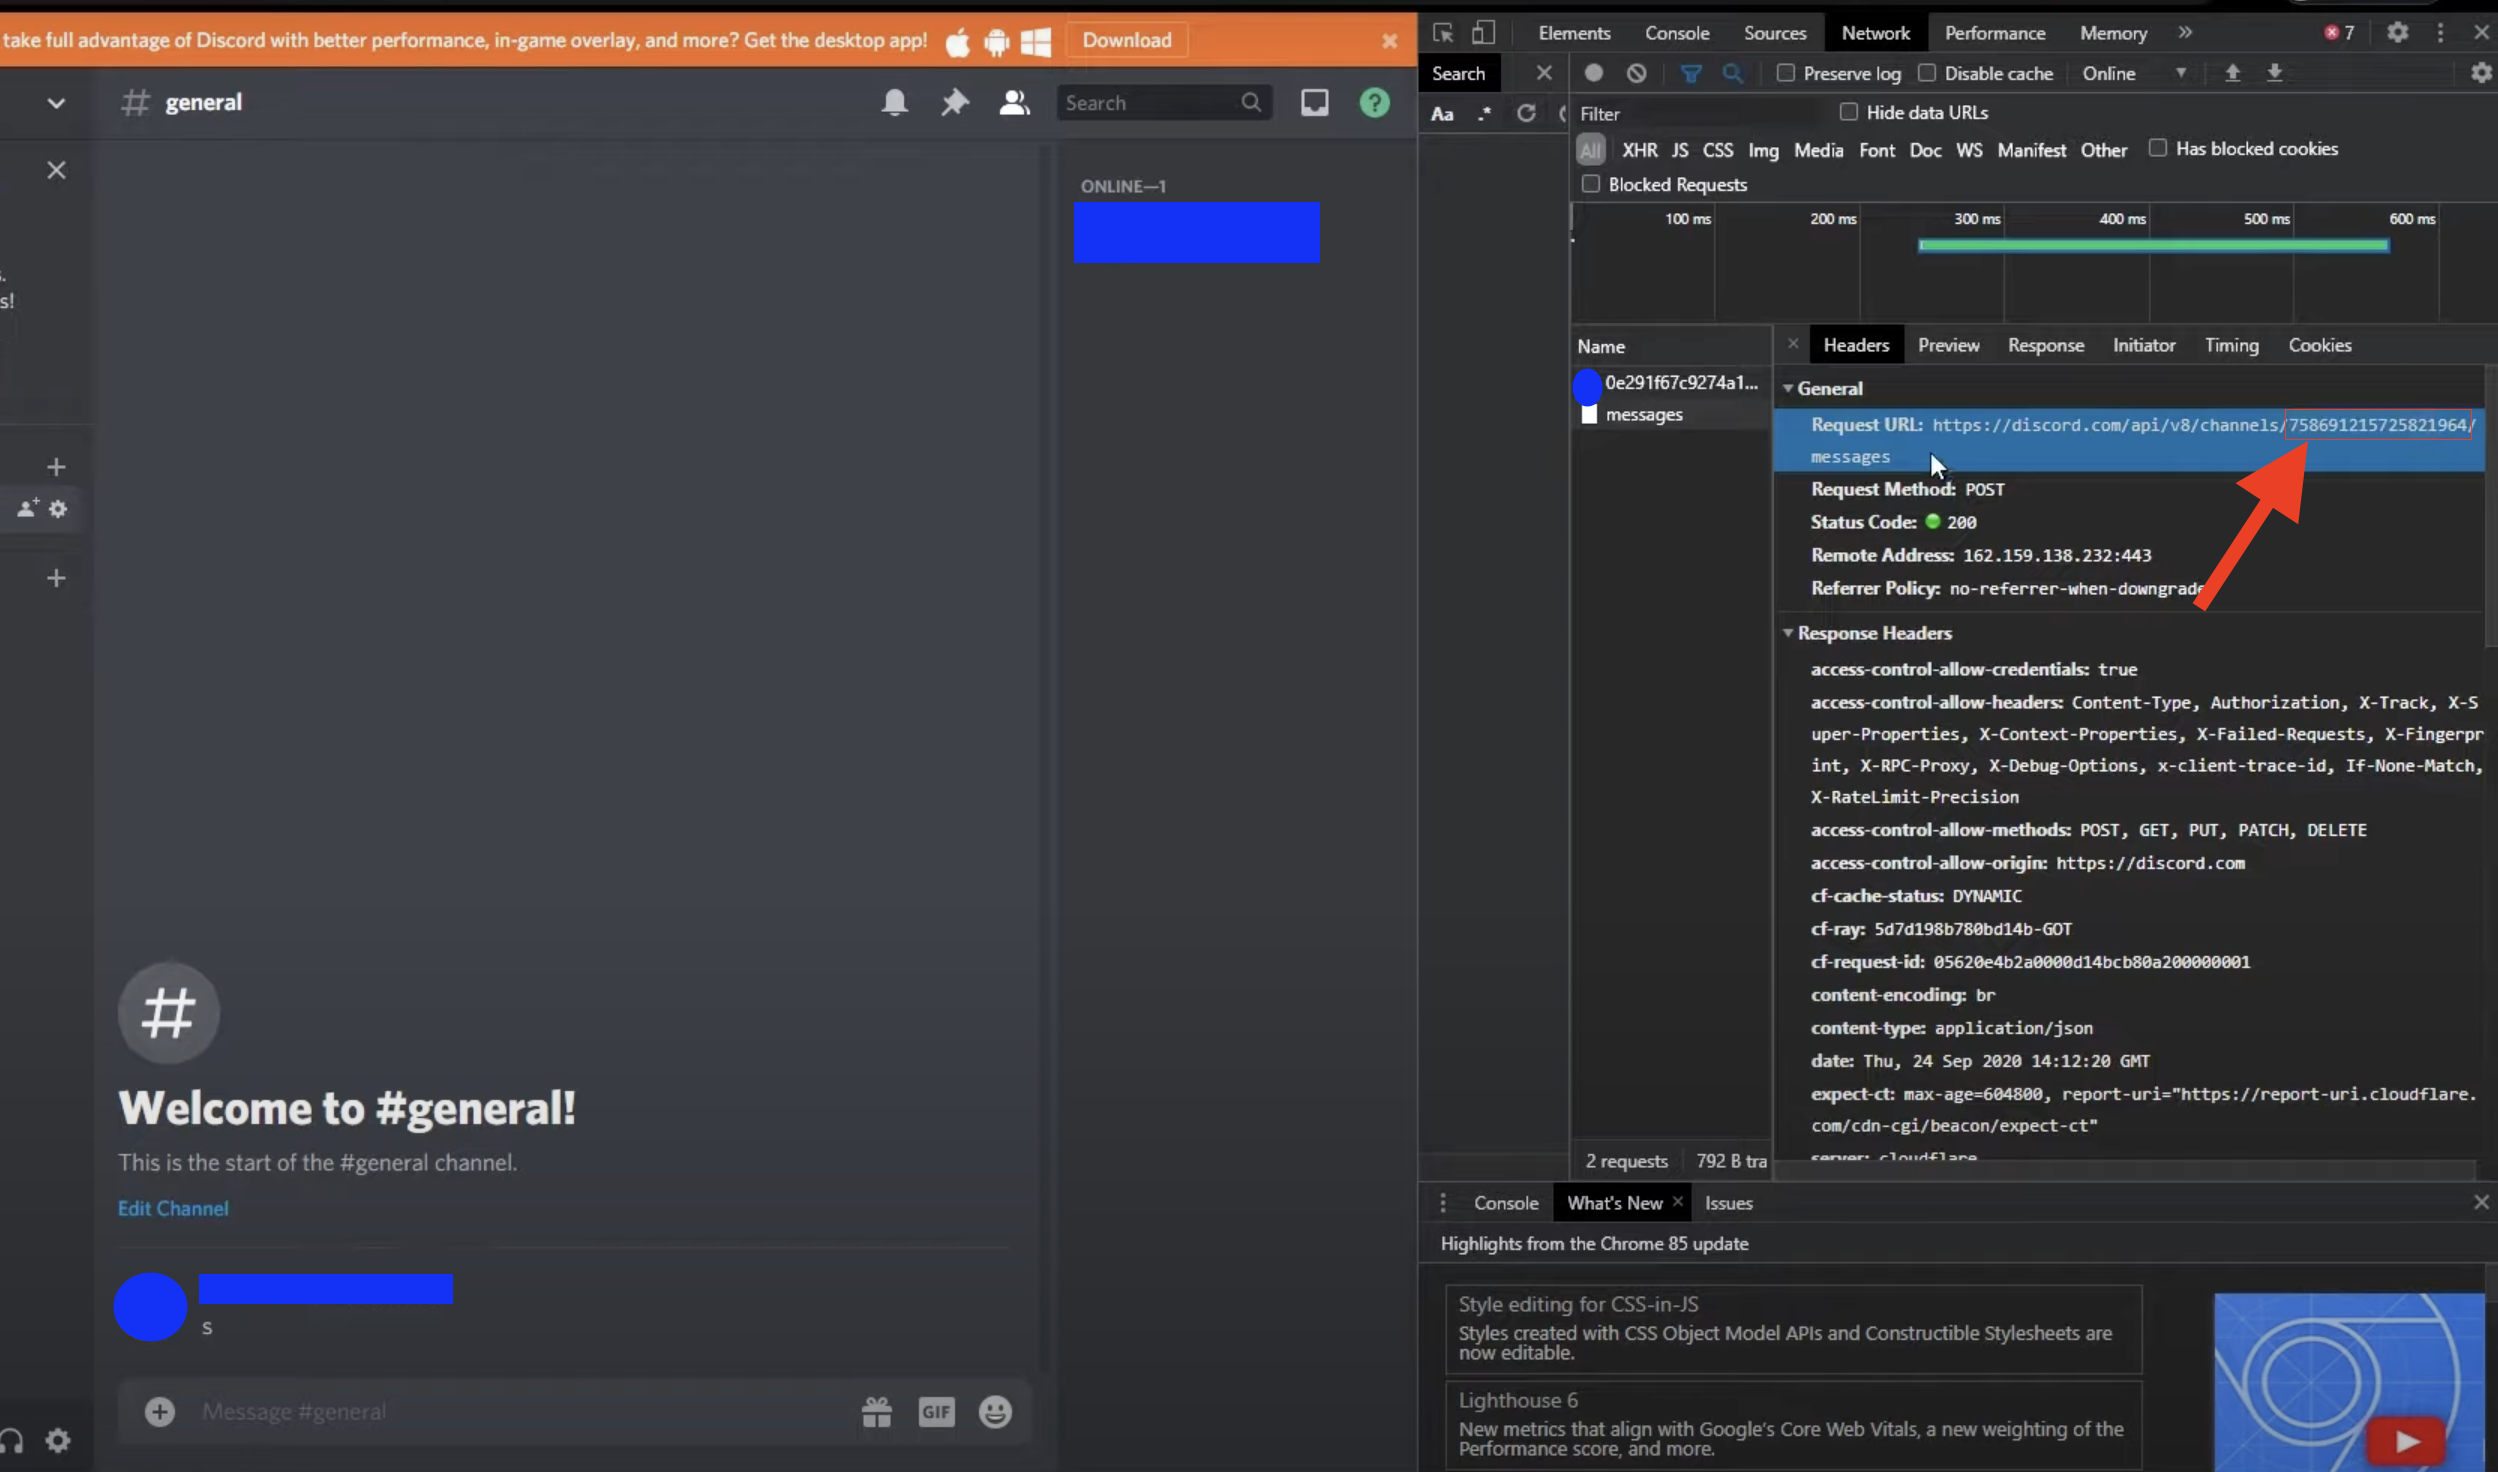 take full advantage of Discord with better performance, in-game overlay, and more? Get the desktop app!
Download
general
Search
s!
ONLINE—1
Welcome to #general!
This is the start of the #general channel.
Edit Channel
s
Message #general
GIF
Elements Console Sources Network Performance Memory » 7
Search
Preserve log Disable cache Online
Aa .*
Filter
Hide data URLs
All XHR JS CSS Img Media Font Doc WS Manifest Other Has blocked cookies
Blocked Requests
100 ms 200 ms 300 ms 400 ms 500 ms 600 ms
Name
0e291f67c9274a1...
messages
2 requests 792 B tra
Headers Preview Response Initiator Timing Cookies
General
Request URL: https://discord.com/api/v8/channels/758691215725821964/
messages
Request Method: POST
Status Code: 200
Remote Address: 162.159.138.232:443
Referrer Policy: no-referrer-when-downgrade
Response Headers
access-control-allow-credentials: true
access-control-allow-headers: Content-Type, Authorization, X-Track, X-S
uper-Properties, X-Context-Properties, X-Failed-Requests, X-Fingerpr
int, X-RPC-Proxy, X-Debug-Options, x-client-trace-id, If-None-Match,
X-RateLimit-Precision
access-control-allow-methods: POST, GET, PUT, PATCH, DELETE
access-control-allow-origin: https://discord.com
cf-cache-status: DYNAMIC
cf-ray: 5d7d198b780bd14b-GOT
cf-request-id: 05620e4b2a0000d14bcb80a200000001
content-encoding: br
content-type: application/json
date: Thu, 24 Sep 2020 14:12:20 GMT
expect-ct: max-age=604800, report-uri="https://report-uri.cloudflare.
com/cdn-cgi/beacon/expect-ct"
server: cloudflare
Console What's New Issues
Highlights from the Chrome 85 update
Style editing for CSS-in-JS
Styles created with CSS Object Model APIs and Constructible Stylesheets are
now editable.
Lighthouse 6
New metrics that align with Google's Core Web Vitals, a new weighting of the
Performance score, and more.